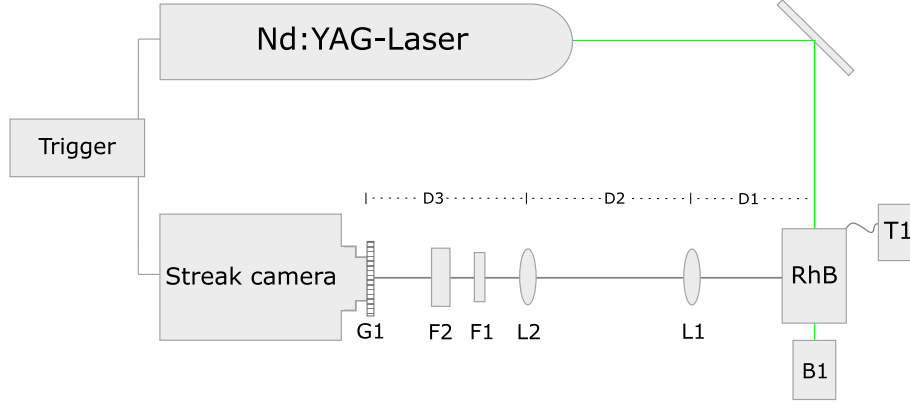 Nd:YAG-Laser
Trigger
D3
D2
D1
T1
Streak camera
RhB
G1
F2
F1
L2
L1
B1